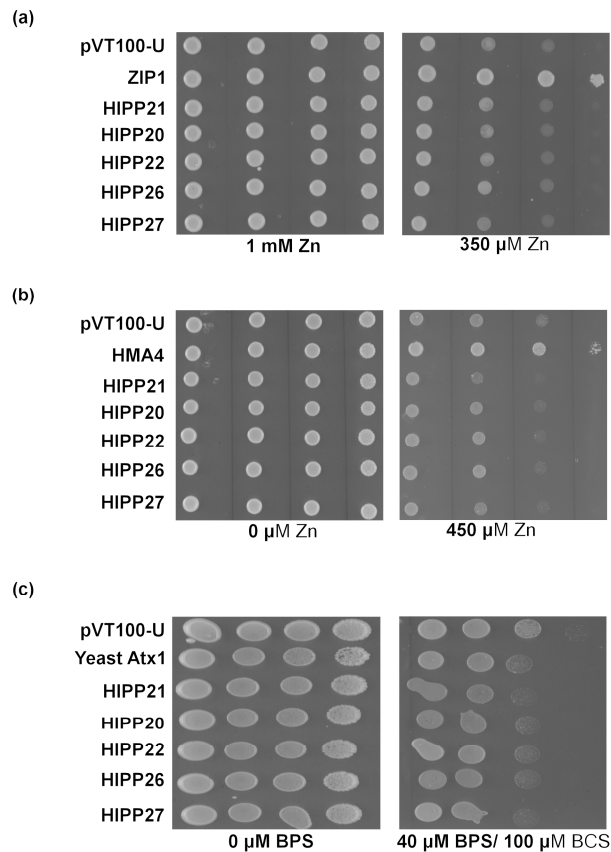 (a)
pVT100-U
ZIP1
HIPP21
HIPP20
HIPP22
HIPP26
HIPP27
1 mM Zn
350 µM Zn
(b)
pVT100-U
HMA4
HIPP21
HIPP20
HIPP22
HIPP26
HIPP27
0 µM Zn
450 µM Zn
(c)
pVT100-U
Yeast Atx1
HIPP21
HIPP20
HIPP22
HIPP26
HIPP27
0 µM BPS
40 µM BPS/ 100 µM BCS